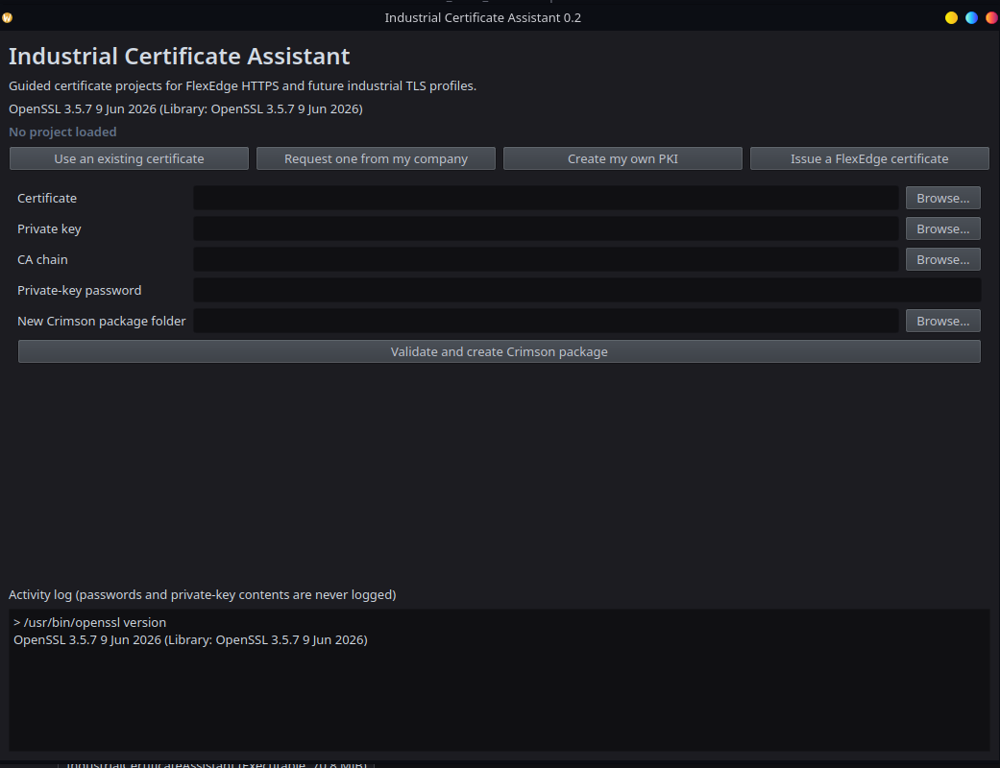 Industrial Certificate Assistant 0.2
Industrial Certificate Assistant
Guided certificate projects for FlexEdge HTTPS and future industrial TLS profiles.
OpenSSL 3.5.7 9 Jun 2026 (Library: OpenSSL 3.5.7 9 Jun 2026)
No project loaded
Use an existing certificate Request one from my company Create my own PKI Issue a FlexEdge certificate
Certificate Browse...
Private key Browse...
CA chain Browse...
Private-key password
New Crimson package folder Browse...
Validate and create Crimson package
Activity log (passwords and private-key contents are never logged)
> /usr/bin/openssl version
OpenSSL 3.5.7 9 Jun 2026 (Library: OpenSSL 3.5.7 9 Jun 2026)
IndustrialCertificateAssistant (Executable, 70.8 MiB)